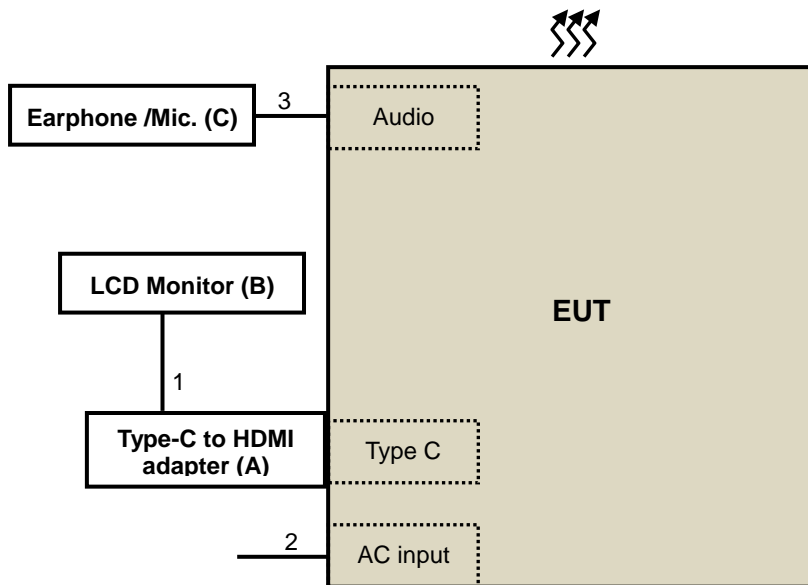 3
Earphone /Mic. (C)
Audio
LCD Monitor (B)
EUT
1
Type-C to HDMI
adapter (A)
Type C
2
AC input